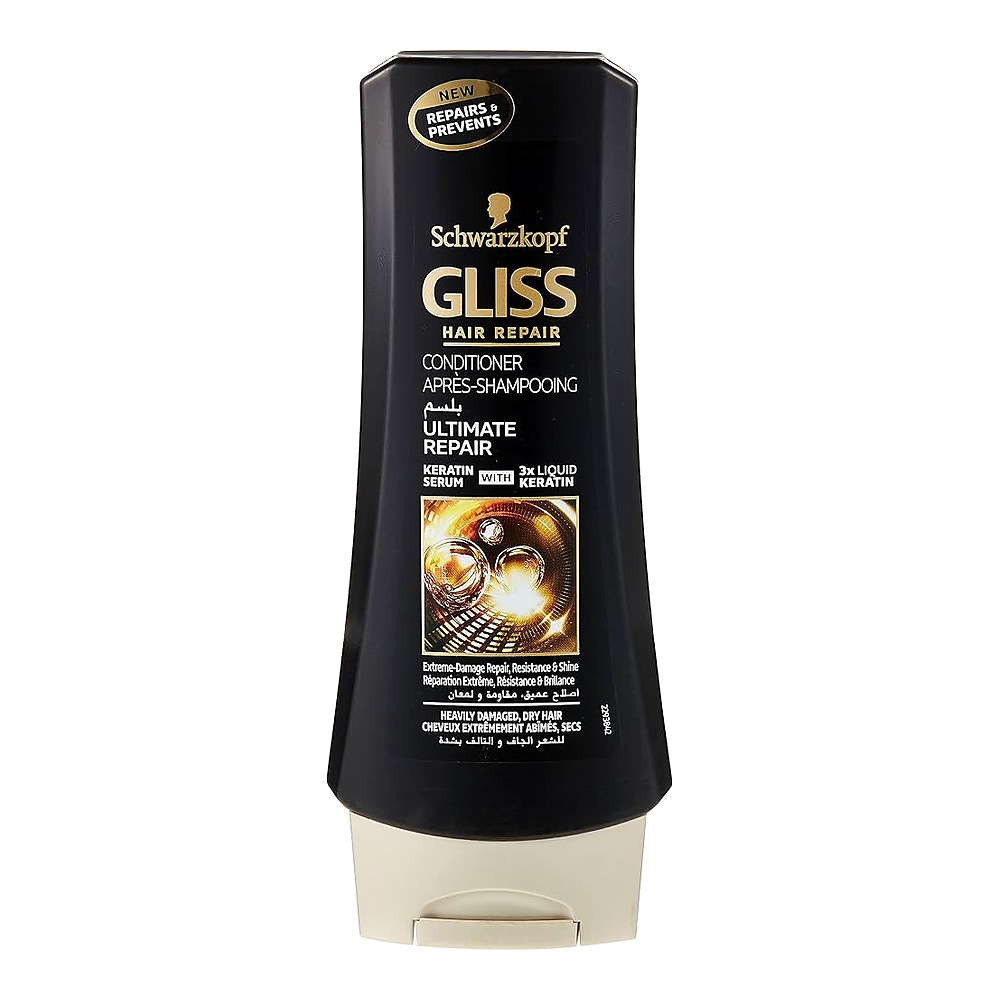 NEW
REPAIRS &
PREVENTS
Schwarzkopf
GLISS
HAIR REPAIR
CONDITIONER
APRÈS-SHAMPOOING
بلسم
ULTIMATE
REPAIR
KERATIN SERUM WITH 3x LIQUID KERATIN
Extreme-Damage Repair, Resistance & Shine
Réparation Extrême, Résistance & Brillance
اصلاح عميق، مقاومة و لمعان
HEAVILY DAMAGED, DRY HAIR
CHEVEUX EXTRÊMEMENT ABÎMÉS, SECS
للشعر الجاف و التالف بشدة
2293842